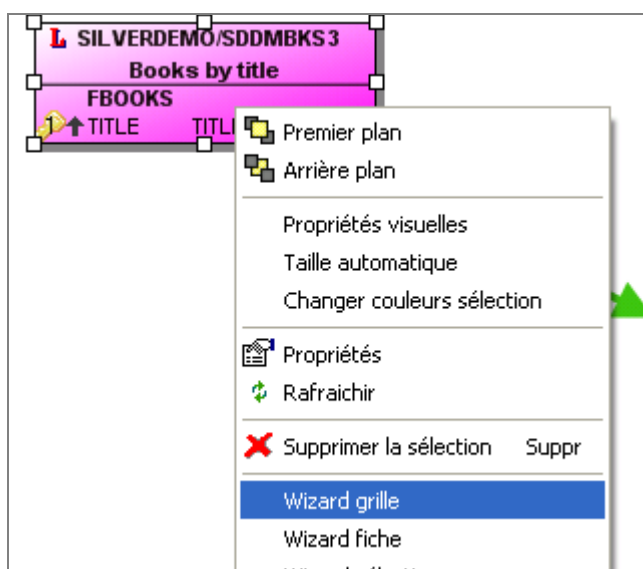 L SILVERDEMO/SDDMBKS3
Books by title
FBOOKS
1 TITLE
Premier plan
Arrière plan
Propriétés visuelles
Taille automatique
Changer couleurs sélection
Propriétés
Rafraichir
Supprimer la sélection Suppr
Wizard grille
Wizard fiche